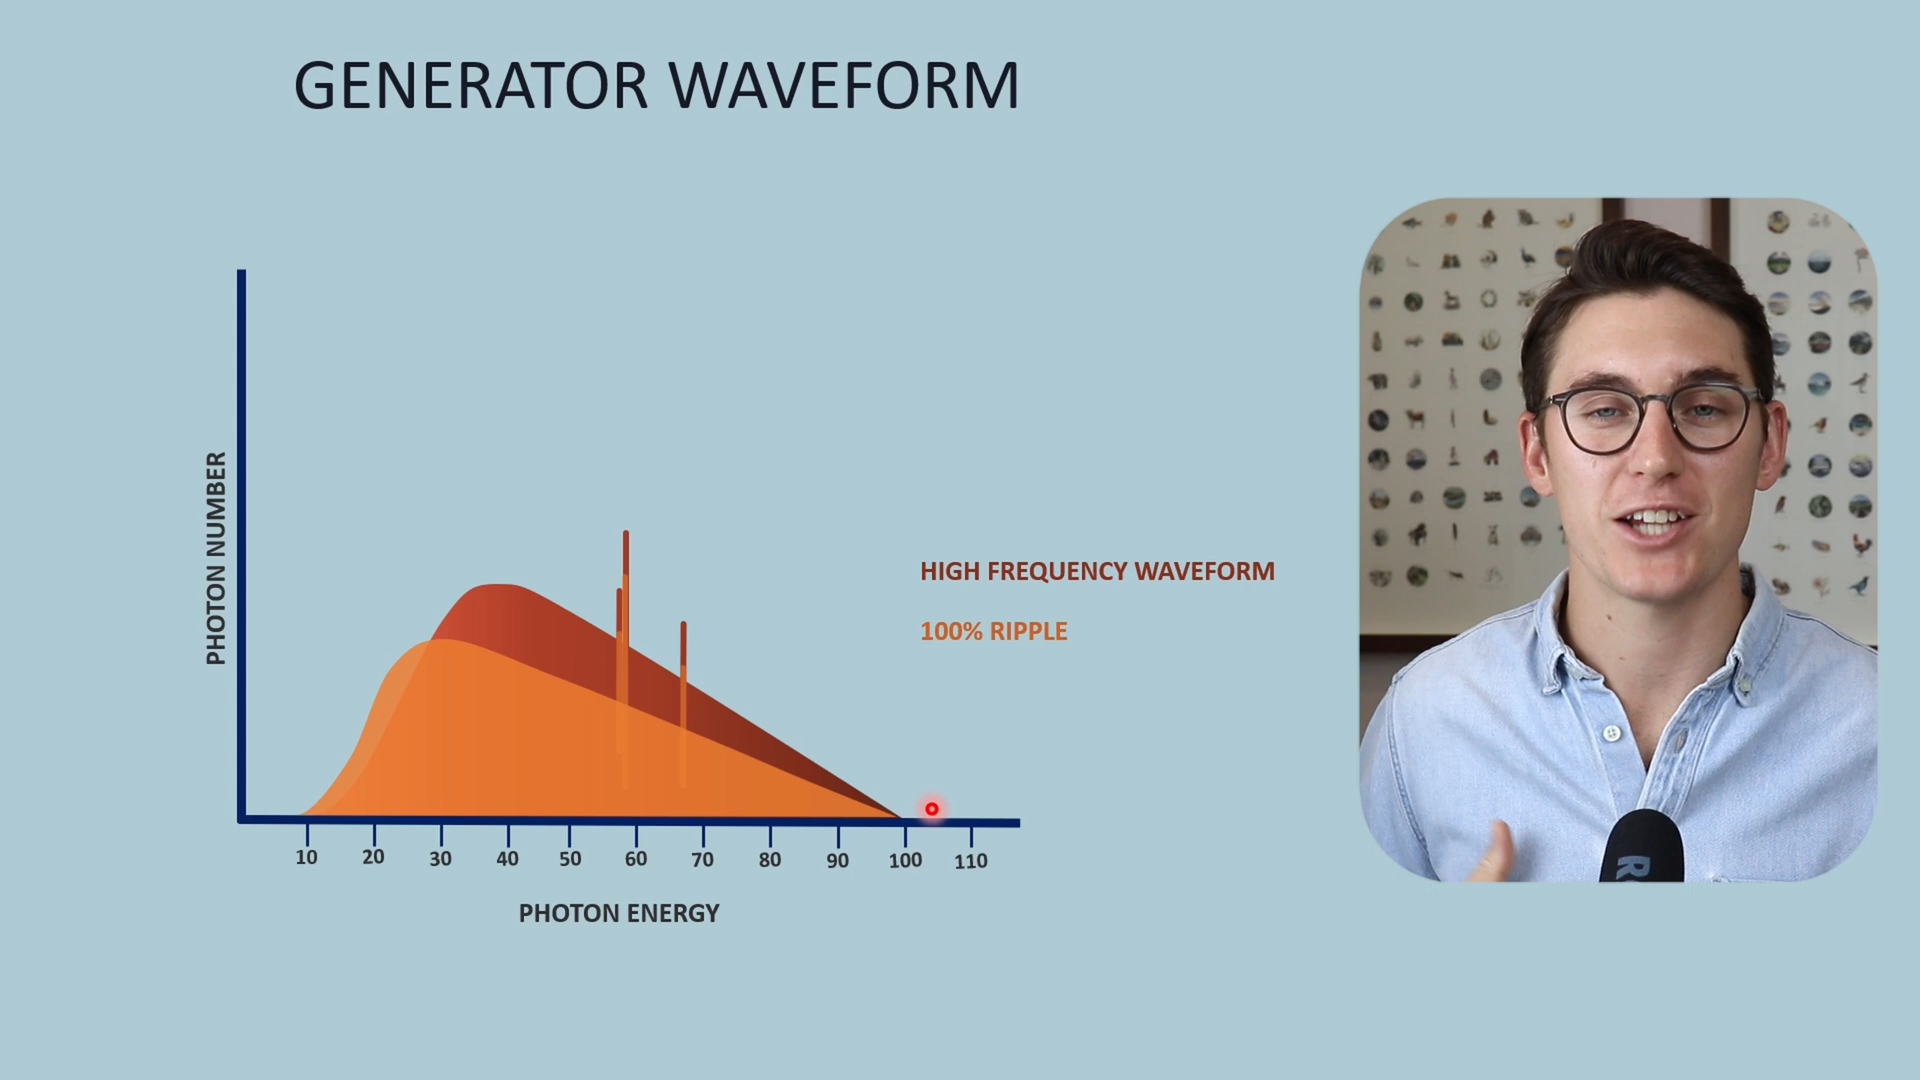 GENERATOR WAVEFORM
PHOTON NUMBER
HIGH FREQUENCY WAVEFORM
100% RIPPLE
10 20 30 40 50 60 70 80 90 100 110
PHOTON ENERGY
R